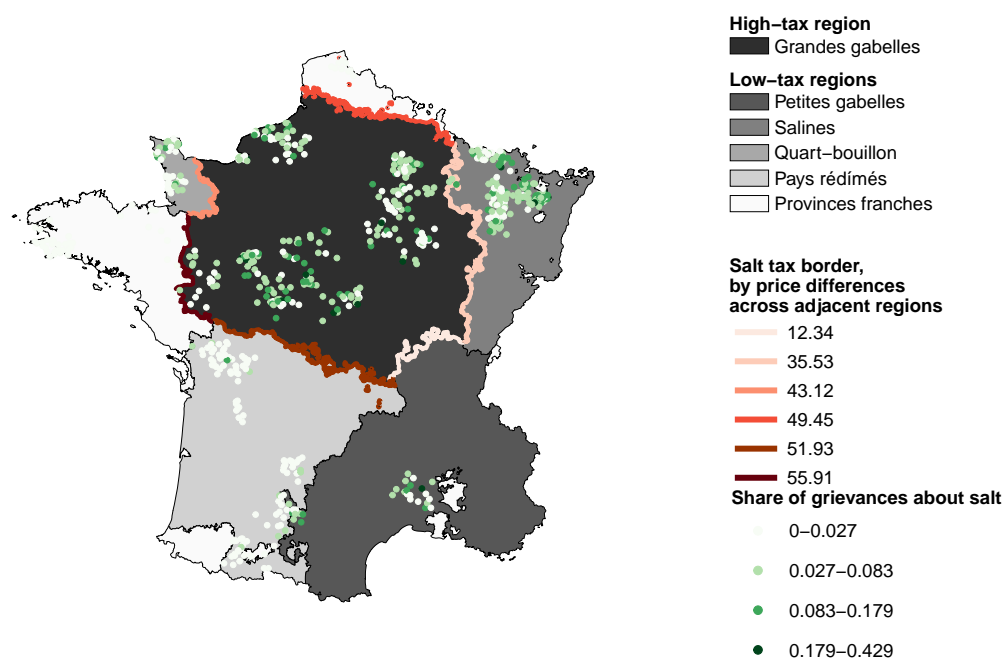 High−tax region
Grandes gabelles
Low−tax regions
Petites gabelles
Salines
Quart−bouillon
Pays rédímés
Provinces franches
Salt tax border,
by price differences
across adjacent regions
12.34
35.53
43.12
49.45
51.93
55.91
Share of grievances about salt
0−0.027
0.027−0.083
0.083−0.179
0.179−0.429